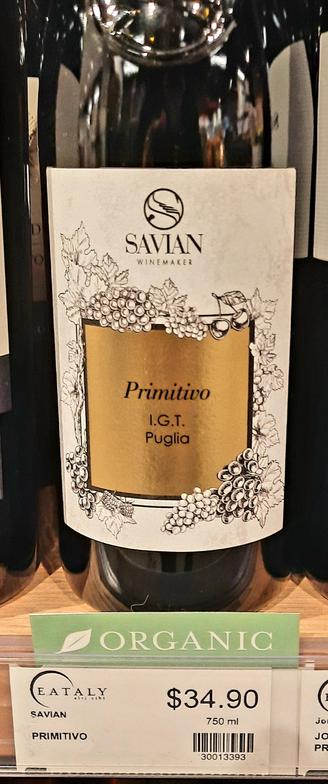 SAVIAN
WINEMAKER
Primitivo
I.G.T.
Puglia
ORGANIC
EATALY
$34.90
SAVIAN
750 ml
PRIMITIVO
30013393